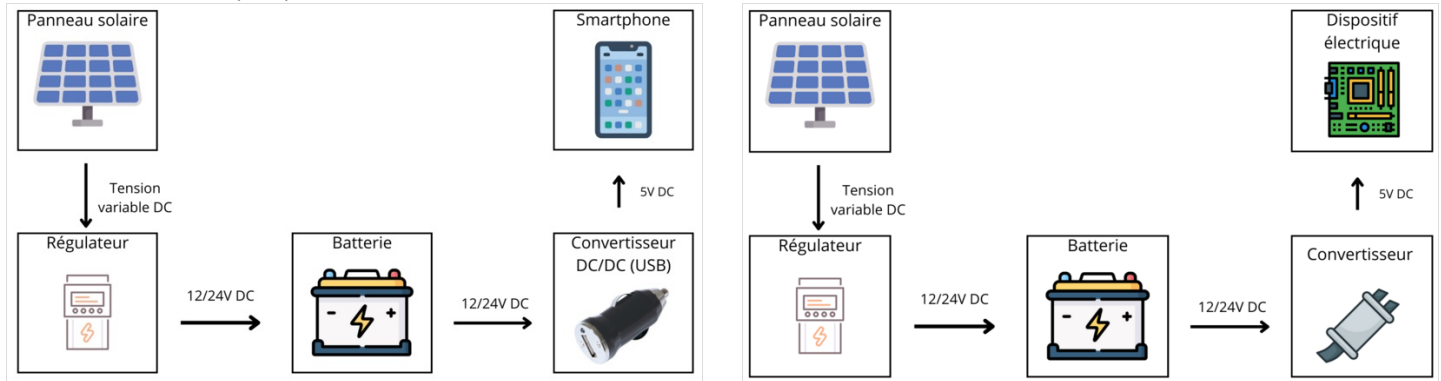 Panneau solaire
Smartphone
Tension
variable DC
5V DC
Régulateur
Batterie
Convertisseur
DC/DC (USB)
12/24V DC
12/24V DC
Panneau solaire
Dispositif
électrique
Tension
variable DC
5V DC
Régulateur
Batterie
Convertisseur
12/24V DC
12/24V DC